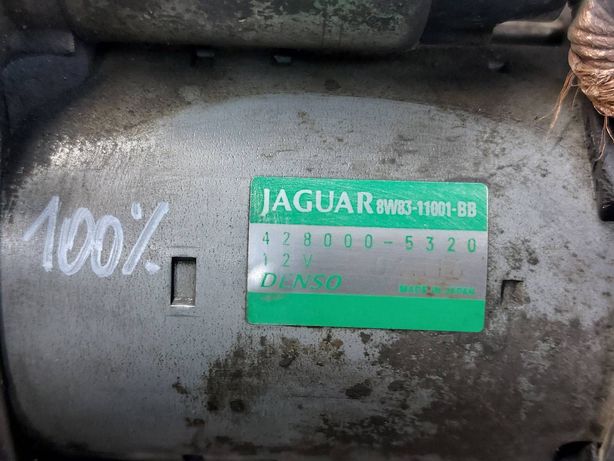 100%
JAGUAR 8W83-11001-BB
428000-5320
12V
DENSO
MADE IN JAPAN